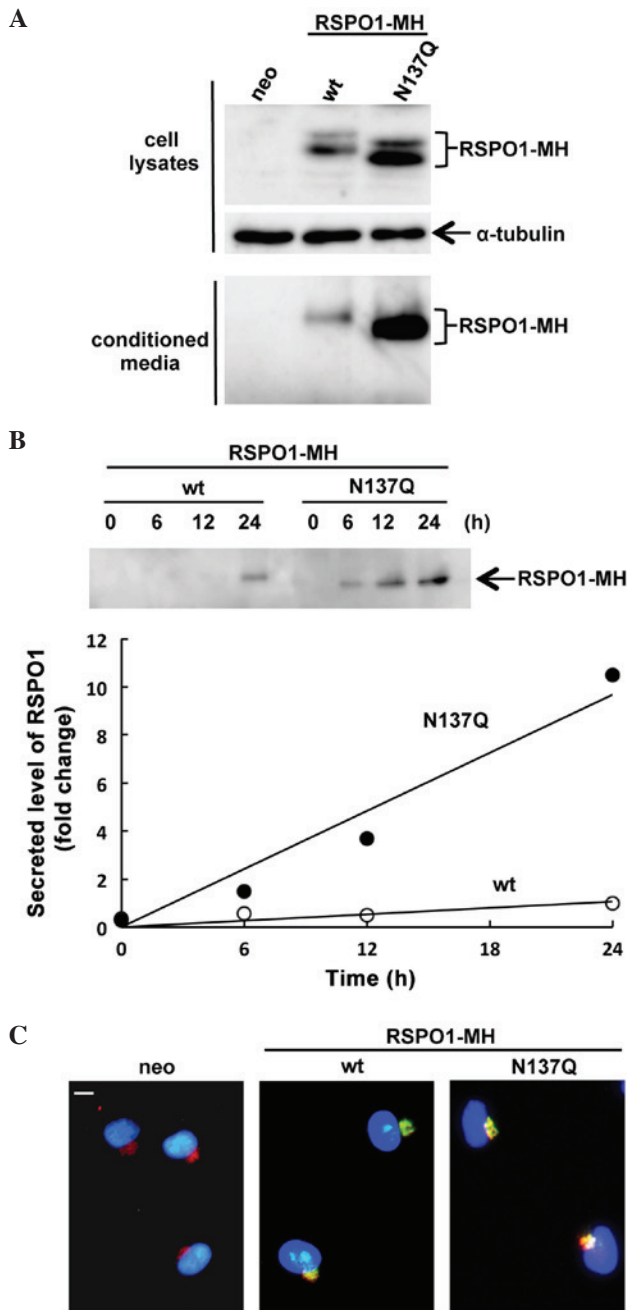 A
RSPO1-MH
neo
wt
N137Q
cell
lysates
RSPO1-MH
α-tubulin
conditioned
media
RSPO1-MH
B
RSPO1-MH
wt N137Q
0 6 12 24 0 6 12 24 (h)
RSPO1-MH
Secreted level of RSPO1
(fold change)
12
10
8
6
4
2
0
N137Q
wt
0 6 12 18 24
Time (h)
C
RSPO1-MH
neo wt N137Q